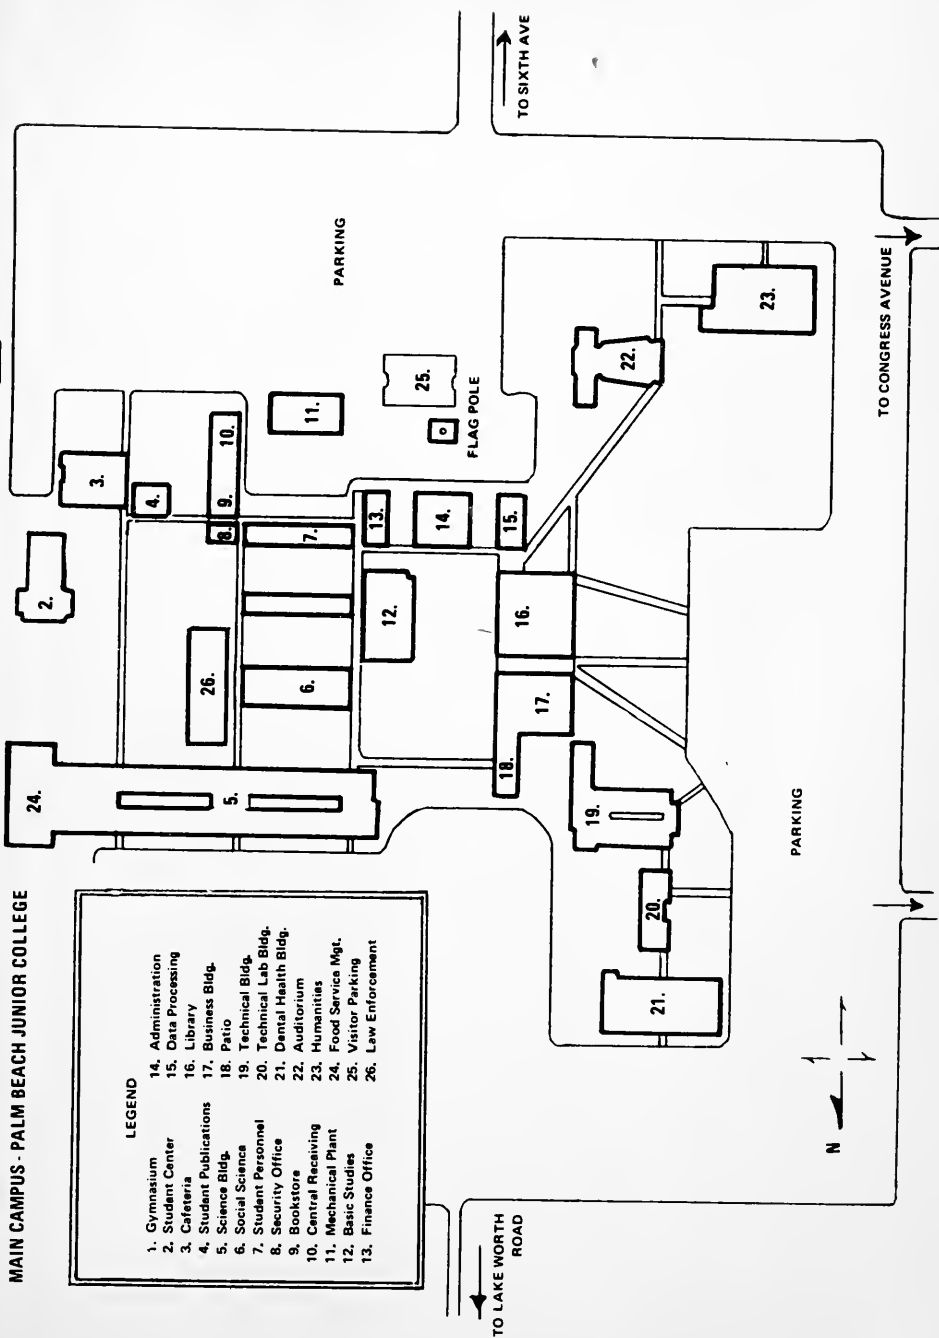 MAIN CAMPUS - PALM BEACH JUNIOR COLLEGE
LEGEND
1. Gymnasium
2. Student Center
3. Cafeteria
4. Student Publications
5. Science Bldg.
6. Social Science
7. Student Personnel
8. Security Office
9. Bookstore
10. Central Receiving
11. Mechanical Plant
12. Basic Studies
13. Finance Office
14. Administration
15. Data Processing
16. Library
17. Business Bldg.
18. Patio
19. Technical Bldg.
20. Technical Lab Bldg.
21. Dental Health Bldg.
22. Auditorium
23. Humanities
24. Food Service Mgt.
25. Visitor Parking
26. Law Enforcement
24.
2.
3.
4.
26.
8.
9.
10.
5.
6.
7.
11.
PARKING
12.
13.
14.
25.
FLAG POLE
18.
17.
16.
15.
TO SIXTH AVE
19.
22.
21.
20.
23.
PARKING
N
TO LAKE WORTH
ROAD
TO CONGRESS AVENUE